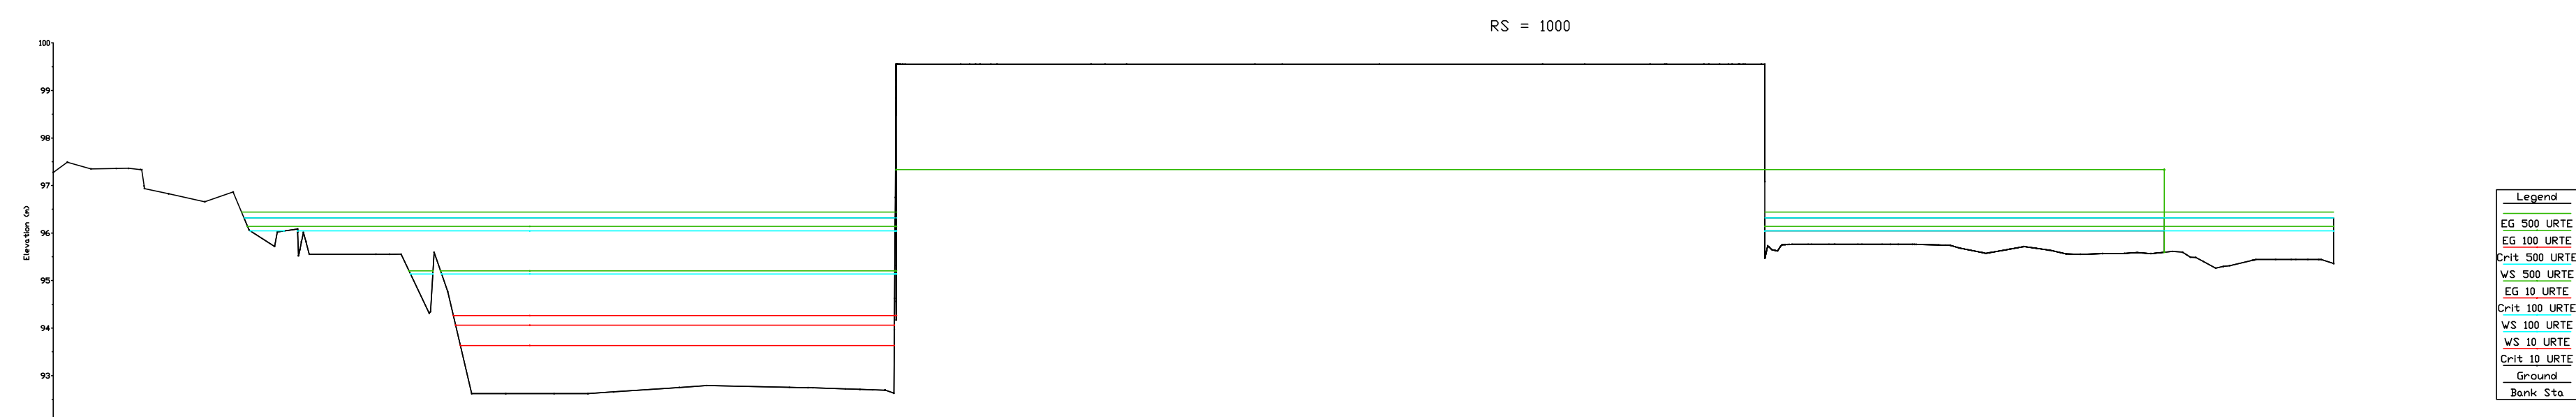 RS = 1000
100
99
98
97
96
95
94
93
Elevation (m)
Legend
EG 500 URTE
EG 100 URTE
Crit 500 URTE
WS 500 URTE
EG 10 URTE
Crit 100 URTE
WS 100 URTE
WS 10 URTE
Crit 10 URTE
Ground
Bank Sta